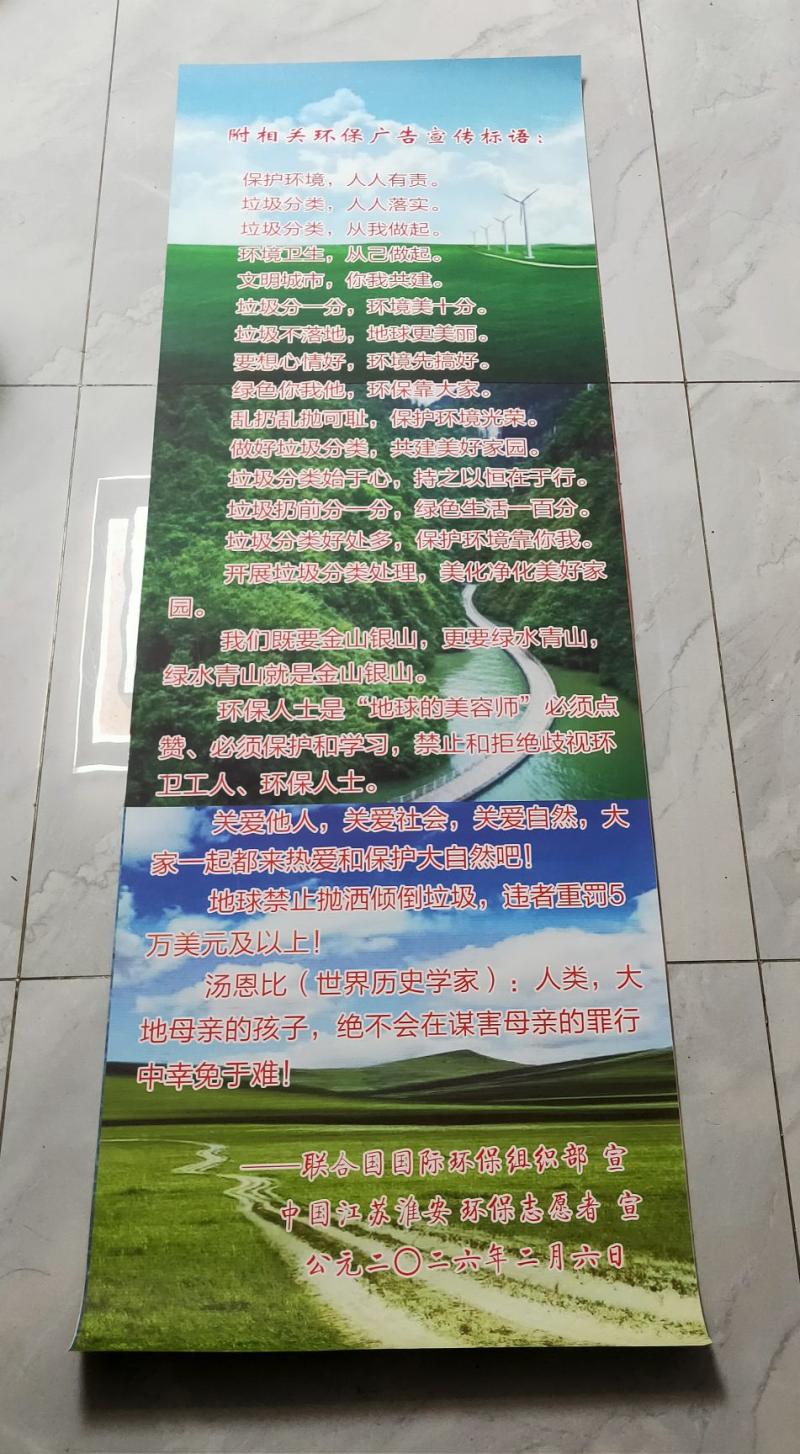 附相关环保广告宣传标语：
保护环境，人人有责。
垃圾分类，人人落实。
垃圾分类，从我做起。
环境卫生，从己做起。
文明城市，你我共建。
垃圾分一分，环境美十分。
垃圾不落地，地球更美丽。
要想心情好，环境先搞好。
绿色你我他，环保靠大家。
乱扔乱抛可耻，保护环境光荣。
做好垃圾分类，共建美好家园。
垃圾分类始于心，持之以恒在于行。
垃圾扔前分一分，绿色生活一百分。
垃圾分类好处多，保护环境靠你我。
开展垃圾分类处理，美化净化美好家
园。
我们既要金山银山，更要绿水青山，
绿水青山就是金山银山。
环保人士是“地球的美容师”必须点
赞、必须保护和学习，禁止和拒绝歧视环
卫工人、环保人士。
关爱他人，关爱社会，关爱自然，大
家一起都来热爱和保护大自然吧！
地球禁止抛洒倾倒垃圾，违者重罚5
万美元及以上！
汤恩比（世界历史学家）：人类，大
地母亲的孩子，绝不会在谋害母亲的罪行
中幸免于难！
——联合国国际环保组织部 宣
中国江苏淮安 环保志愿者 宣
公元二〇二六年二月六日